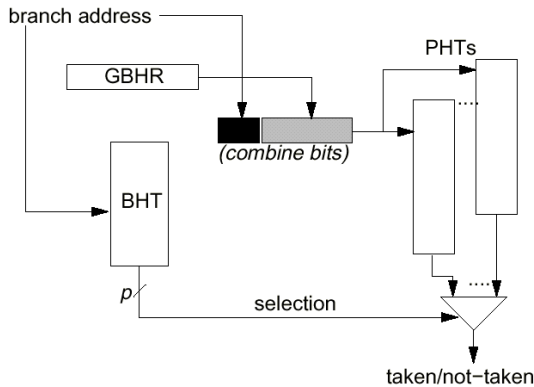 branch address
GBHR
PHTs
....
(combine bits)
BHT
p
selection
....
taken/not-taken